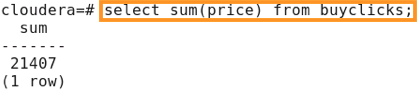 cloudera=# select sum(price) from buyclicks;
sum
-------
21407
(1 row)